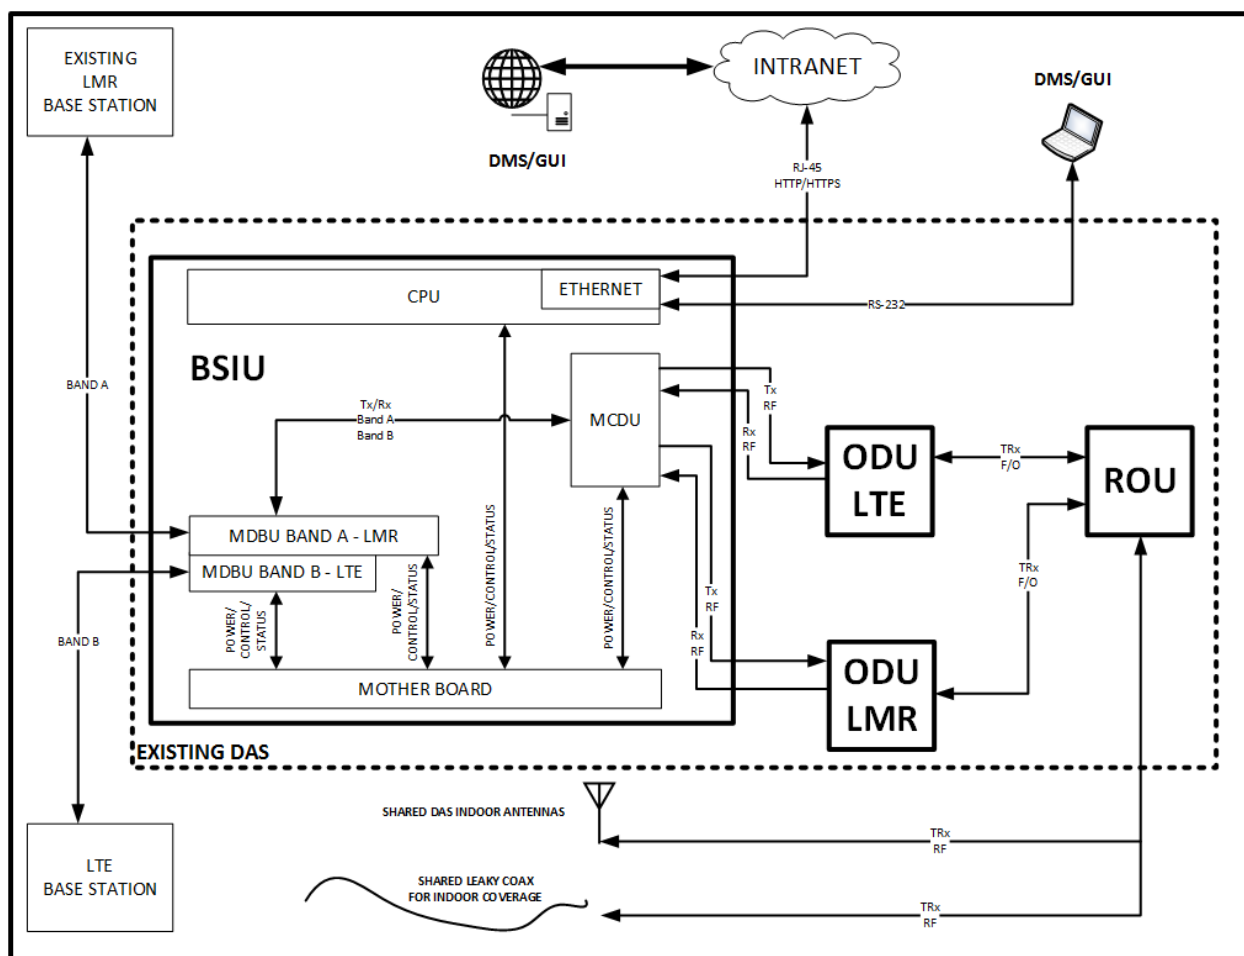 EXISTING
LMR
BASE STATION
INTRANET
DMS/GUI
DMS/GUI
RJ-45
HTTP/HTTPS
CPU
ETHERNET
RS-232
BSIU
BAND A
Tx/Rx
Band A
Band B
MCDU
Tx
RF
Rx
RF
ODU
LTE
TRx
F/O
ROU
MDBU BAND A - LMR
MDBU BAND B - LTE
POWER/
CONTROL/
STATUS
POWER/
CONTROL/STATUS
POWER/CONTROL/STATUS
POWER/CONTROL/STATUS
Tx
RF
Rx
RF
TRx
F/O
BAND B
MOTHER BOARD
ODU
LMR
EXISTING DAS
SHARED DAS INDOOR ANTENNAS
TRx
RF
LTE
BASE STATION
SHARED LEAKY COAX
FOR INDOOR COVERAGE
TRx
RF